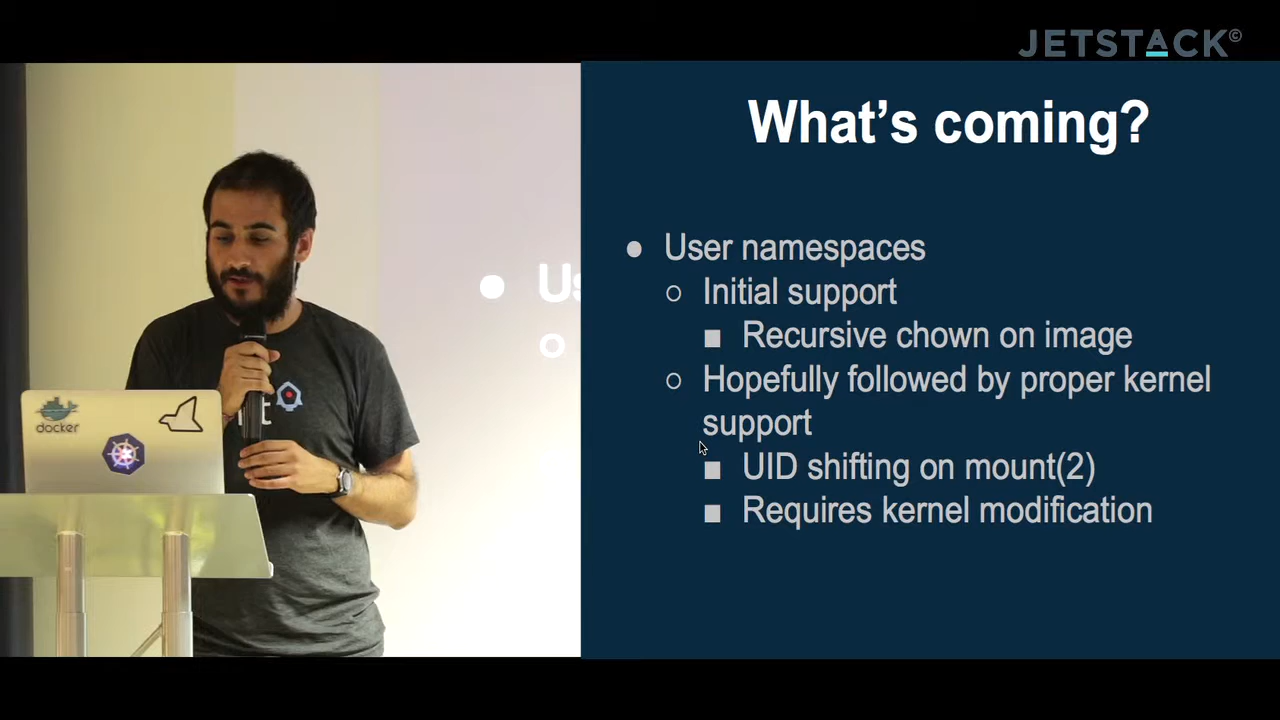 JETSTACK©
What's coming?
● User namespaces
○ Initial support
■ Recursive chown on image
○ Hopefully followed by proper kernel
support
■ UID shifting on mount(2)
■ Requires kernel modification
docker